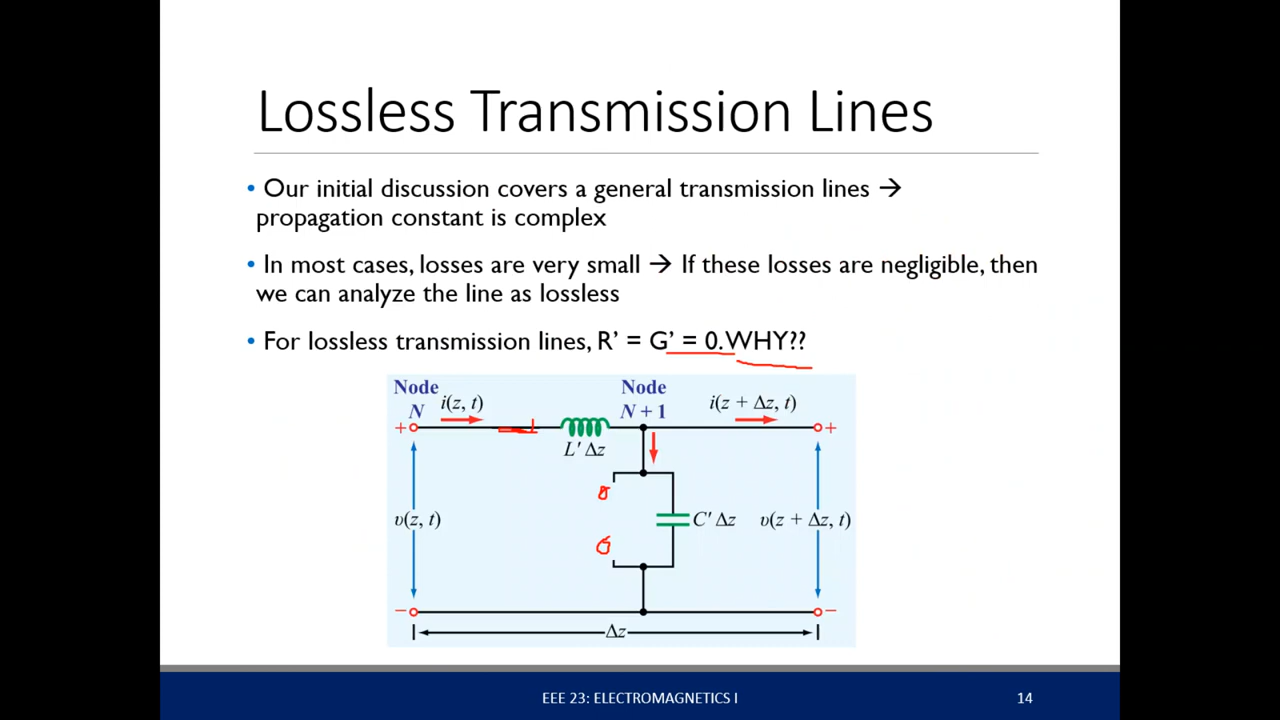 Lossless Transmission Lines
• Our initial discussion covers a general transmission lines →
propagation constant is complex
• In most cases, losses are very small → If these losses are negligible, then
we can analyze the line as lossless
• For lossless transmission lines, R' = G' = 0. WHY??
Node
N
i(z, t)
Node
N + 1
i(z + Δz, t)
+
+
L' Δz
υ(z, t)
C' Δz
υ(z + Δz, t)
−
−
Δz
EEE 23: ELECTROMAGNETICS I
14